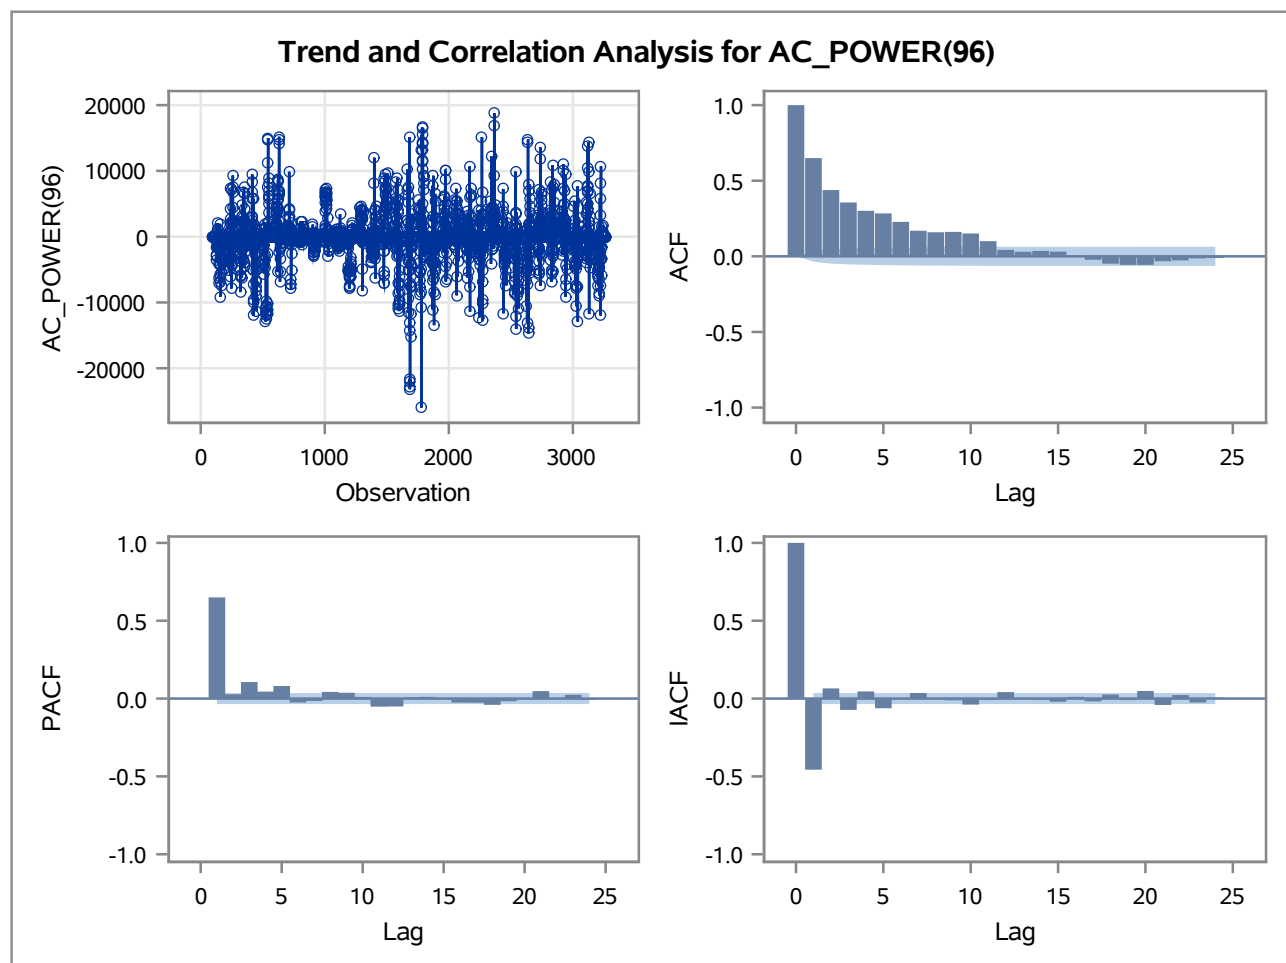 Trend and Correlation Analysis for AC_POWER(96)
20000
10000
0
-10000
-20000
AC_POWER(96)
0 1000 2000 3000
Observation
1.0
0.5
0.0
-0.5
-1.0
ACF
0 5 10 15 20 25
Lag
1.0
0.5
0.0
-0.5
-1.0
PACF
0 5 10 15 20 25
Lag
1.0
0.5
0.0
-0.5
-1.0
IACF
0 5 10 15 20 25
Lag